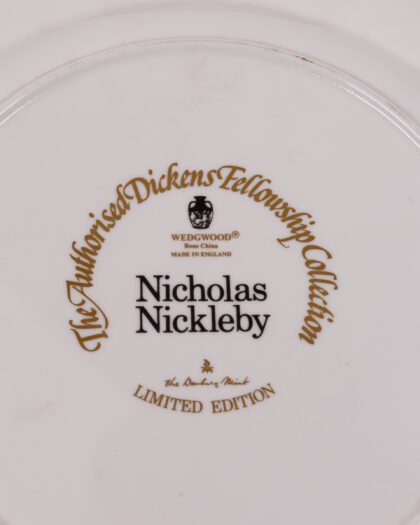 The Authorised Dickens Fellowship Collection
WEDGWOOD®
Bone China
MADE IN ENGLAND
Nicholas
Nickleby
the Danbury Mint
LIMITED EDITION